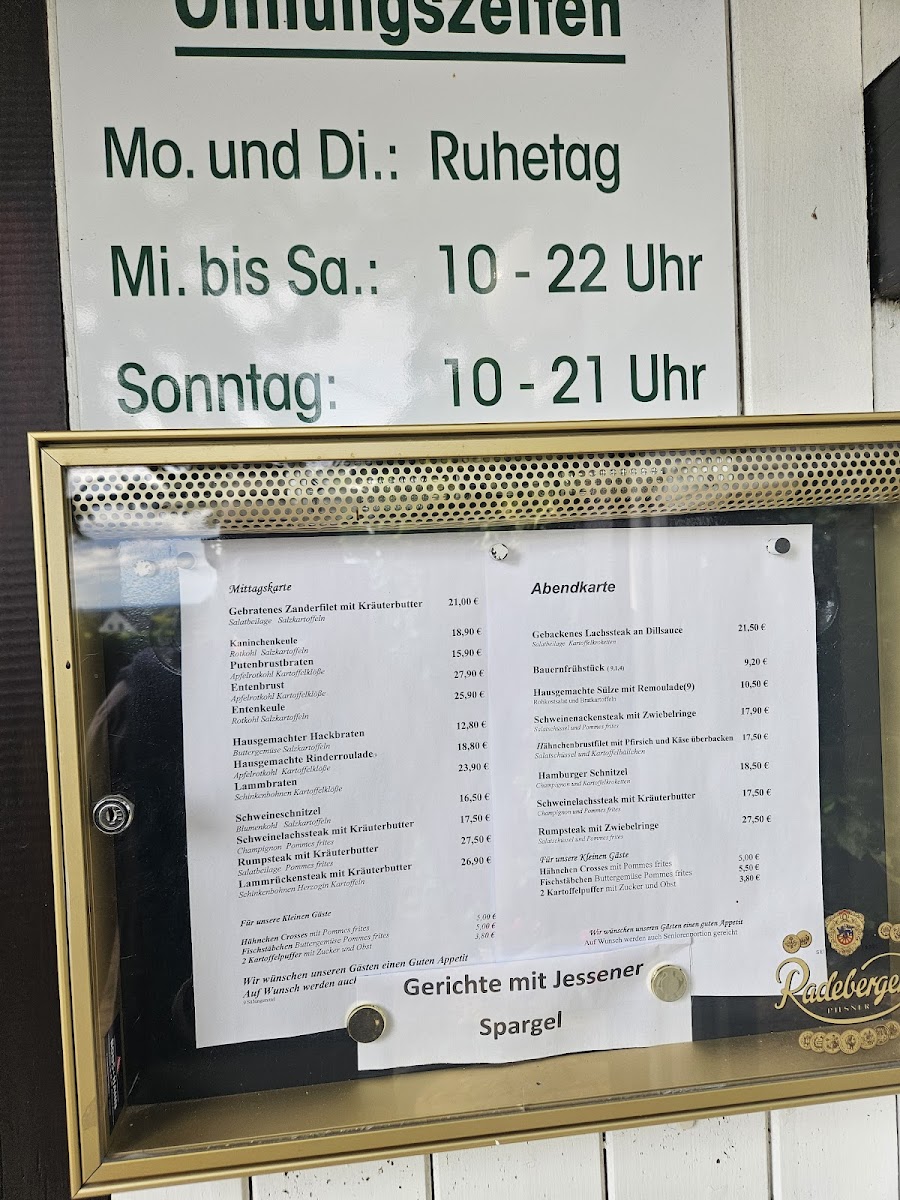 Öffnungszeiten
Mo. und Di.: Ruhetag
Mi. bis Sa.: 10 - 22 Uhr
Sonntag: 10 - 21 Uhr
Mittagskarte
Gebratenes Zanderfilet mit Kräuterbutter 21,00 €
Salatbeilage Salzkartoffeln
Kaninchenkeule 18,90 €
Rotkohl Salzkartoffeln
Putenbrustbraten 15,90 €
Apfelrotkohl Kartoffelklöße
Entenbrust 27,90 €
Apfelrotkohl Kartoffelklöße
Entenkeule 25,90 €
Rotkohl Salzkartoffeln
Hausgemachter Hackbraten 12,80 €
Buttergemüse Salzkartoffeln
Hausgemachte Rinderroulade 18,80 €
Apfelrotkohl Kartoffelklöße
Lammbraten 23,90 €
Schinkenbohnen Kartoffelklöße
Schweineschnitzel 16,50 €
Blumenkohl Salzkartoffeln
Schweinelachssteak mit Kräuterbutter 17,50 €
Champignon Pommes frites
Rumpsteak mit Kräuterbutter 27,50 €
Salatbeilage Pommes frites
Lammrückensteak mit Kräuterbutter 26,90 €
Schinkenbohnen Herzogin Kartoffeln
Für unsere Kleinen Gäste
Hähnchen Crosses mit Pommes frites 5,00 €
Fischstäbchen Buttergemüse Pommes frites 5,00 €
2 Kartoffelpuffer mit Zucker und Obst 3,80 €
Wir wünschen unseren Gästen einen Guten Appetit
Auf Wunsch werden auch
Abendkarte
Gebackenes Lachssteak an Dillsauce 21,50 €
Salatbeilage Kartoffelkroketten
Bauernfrühstück (9,1,4) 9,20 €
Hausgemachte Sülze mit Remoulade(9) 10,50 €
Rohkostsalat und Bratkartoffeln
Schweinenackensteak mit Zwiebelringe 17,90 €
Salatschüssel und Pommes frites
Hähnchenbrustfilet mit Pfirsich und Käse überbacken 17,50 €
Salatschüssel und Kartoffelbällchen
Hamburger Schnitzel 18,50 €
Champignon und Kartoffelkroketten
Schweinelachssteak mit Kräuterbutter 17,50 €
Champignon und Pommes frites
Rumpsteak mit Zwiebelringe 27,50 €
Salatschüssel und Pommes frites
Für unsere Kleinen Gäste
Hähnchen Crosses mit Pommes frites 5,00 €
Fischstäbchen Buttergemüse Pommes frites 5,50 €
2 Kartoffelpuffer mit Zucker und Obst 3,80 €
Wir wünschen unseren Gästen einen guten Appetit
Auf Wunsch werden auch Seniorenportion gereicht
Gerichte mit Jessener
Spargel
Radeberger
PILSNER